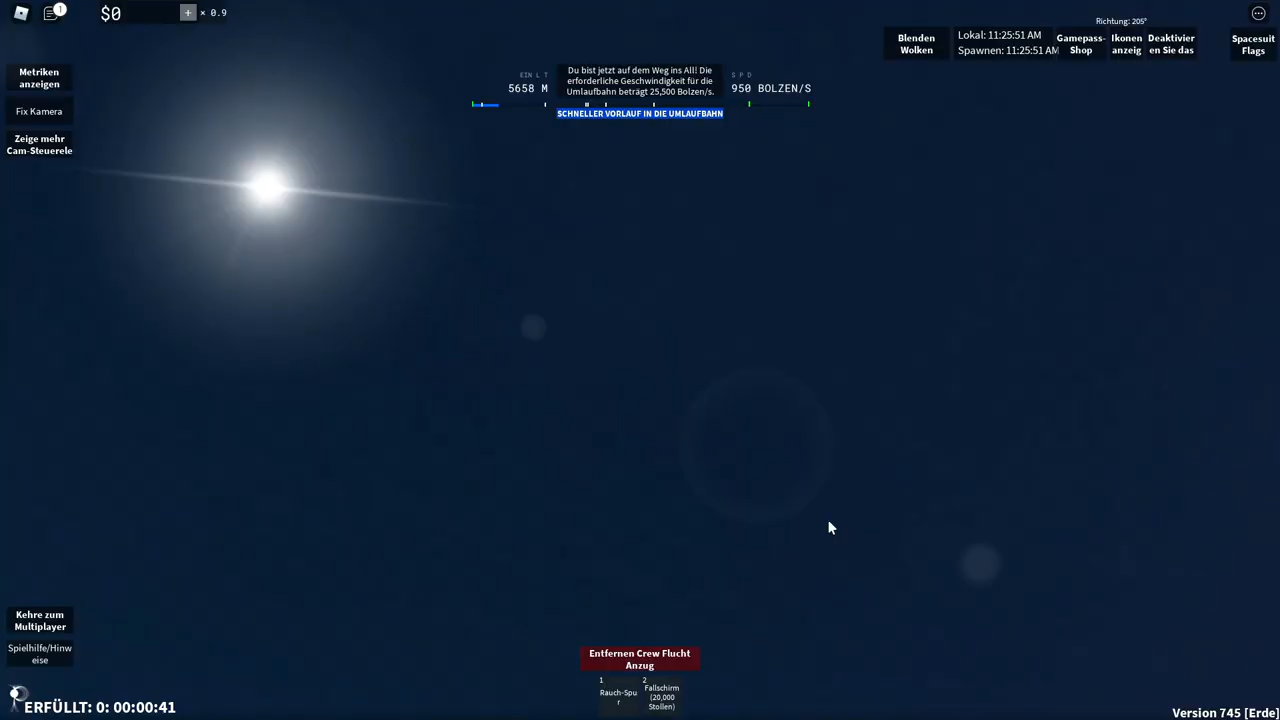 1
$0
+
× 0.9
Richtung: 205°
Blenden
Wolken
Lokal: 11:25:51 AM
Spawnen: 11:25:51 AM
Gamepass-
Shop
Ikonen
anzeig
Deaktivier
en Sie das
Spacesuit
Flags
Metriken
anzeigen
Fix Kamera
Zeige mehr
Cam-Steuerele
EIN L T
5658 M
Du bist jetzt auf dem Weg ins All! Die
erforderliche Geschwindigkeit für die
Umlaufbahn beträgt 25,500 Bolzen/s.
SPD
950 BOLZEN/S
SCHNELLER VORLAUF IN DIE UMLAUFBAHN
Kehre zum
Multiplayer
Spielhilfe/Hinw
eise
Entfernen Crew Flucht
Anzug
1
Rauch-Spu
r
2
Fallschirm
(20,000
Stollen)
ERFÜLLT: 0: 00:00:41
Version 745 [Erde]